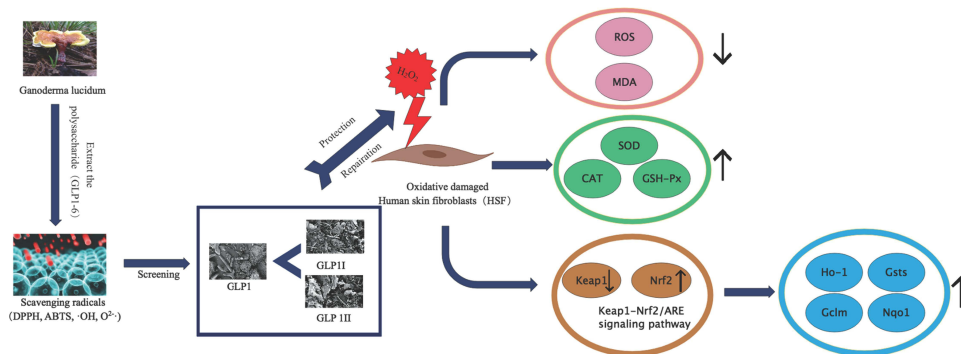 Ganoderma lucidum
Extract the
polysaccharide（GLP1-6）
Scavenging radicals
（DPPH, ABTS, ·OH, O²⁻·）
Screening
GLP1
GLP1I
GLP 1II
Protection
Repairation
H₂O₂
Oxidative damaged
Human skin fibroblasts（HSF）
ROS
MDA
SOD
CAT
GSH-Px
Keap1
Nrf2
Keap1-Nrf2/ARE
signaling pathway
Ho-1
Gsts
Gclm
Nqo1